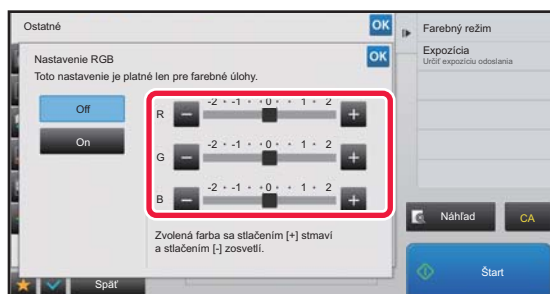 Ostatné
OK
Nastavenie RGB
OK
Toto nastavenie je platné len pre farebné úlohy.
Off
On
R
-2 • -1 • • 0 • • 1 • 2
G
-2 • -1 • • 0 • • 1 • 2
B
-2 • -1 • • 0 • • 1 • 2
Zvolená farba sa stlačením [+] stmaví
a stlačením [-] zosvetlí.
Späť
Farebný režim
Expozícia
Určiť expozíciu odoslania
Náhľad
CA
Štart